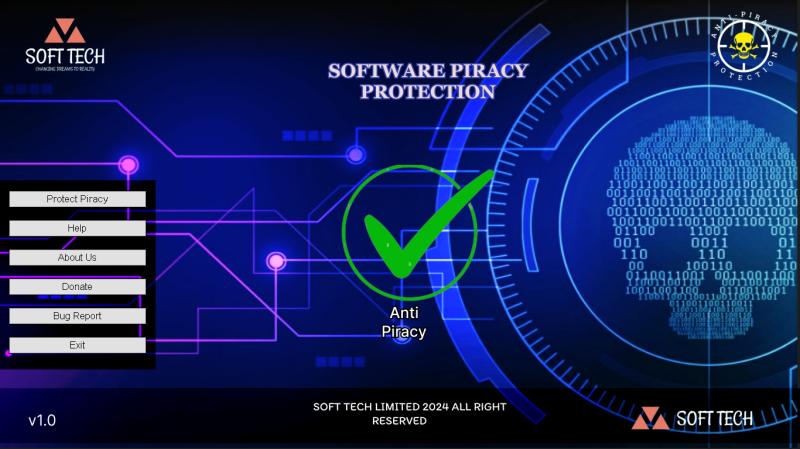 SOFT TECH
CHANGING DREAMS TO REALITY
ANTI-PIRACY
PROTECTION
SOFTWARE PIRACY
PROTECTION
Protect Piracy
Help
About Us
Donate
Bug Report
Exit
Anti
Piracy
v1.0
SOFT TECH LIMITED 2024 ALL RIGHT
RESERVED
SOFT TECH